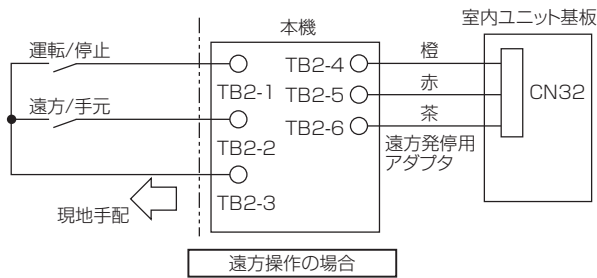 室内ユニット基板
本機
運転/停止
TB2-1
TB2-4
橙
TB2-5
赤
CN32
遠方/手元
TB2-2
TB2-6
茶
遠方発停用
アダプタ
TB2-3
現地手配
遠方操作の場合